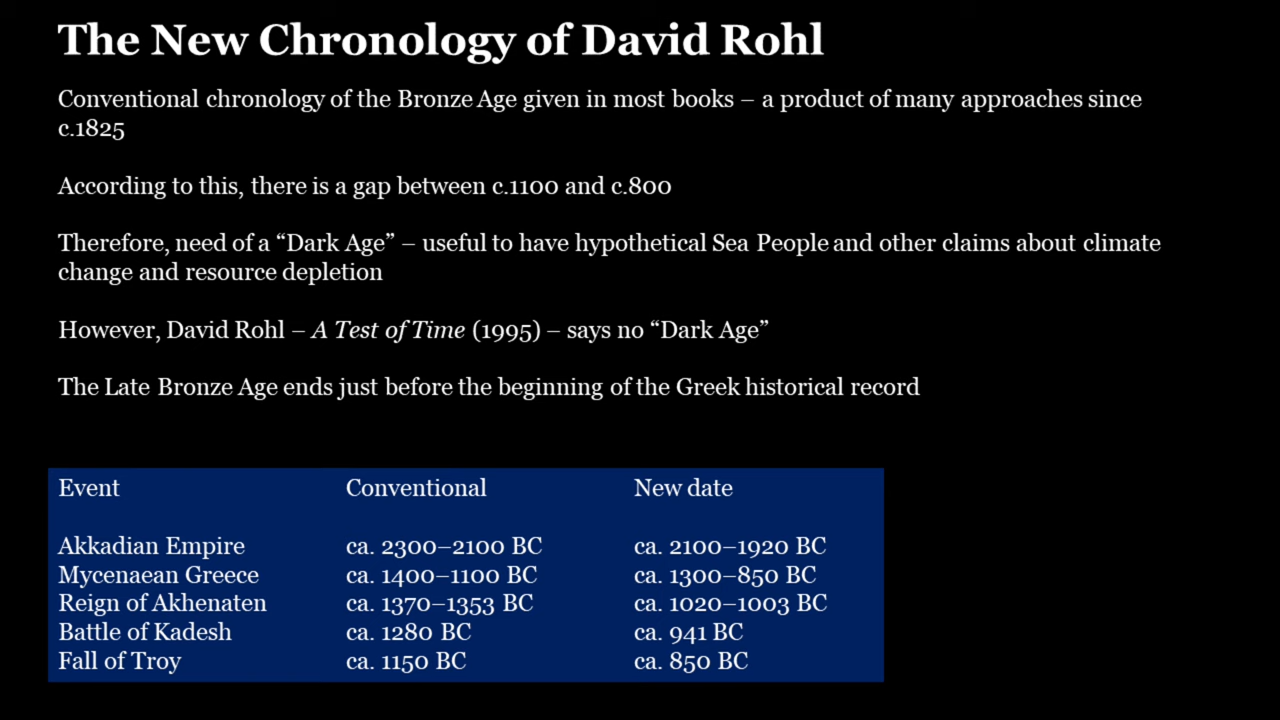 The New Chronology of David Rohl
Conventional chronology of the Bronze Age given in most books – a product of many approaches since
c.1825
According to this, there is a gap between c.1100 and c.800
Therefore, need of a “Dark Age” – useful to have hypothetical Sea People and other claims about climate
change and resource depletion
However, David Rohl – A Test of Time (1995) – says no “Dark Age”
The Late Bronze Age ends just before the beginning of the Greek historical record
Event Conventional New date
Akkadian Empire ca. 2300–2100 BC ca. 2100–1920 BC
Mycenaean Greece ca. 1400–1100 BC ca. 1300–850 BC
Reign of Akhenaten ca. 1370–1353 BC ca. 1020–1003 BC
Battle of Kadesh ca. 1280 BC ca. 941 BC
Fall of Troy ca. 1150 BC ca. 850 BC